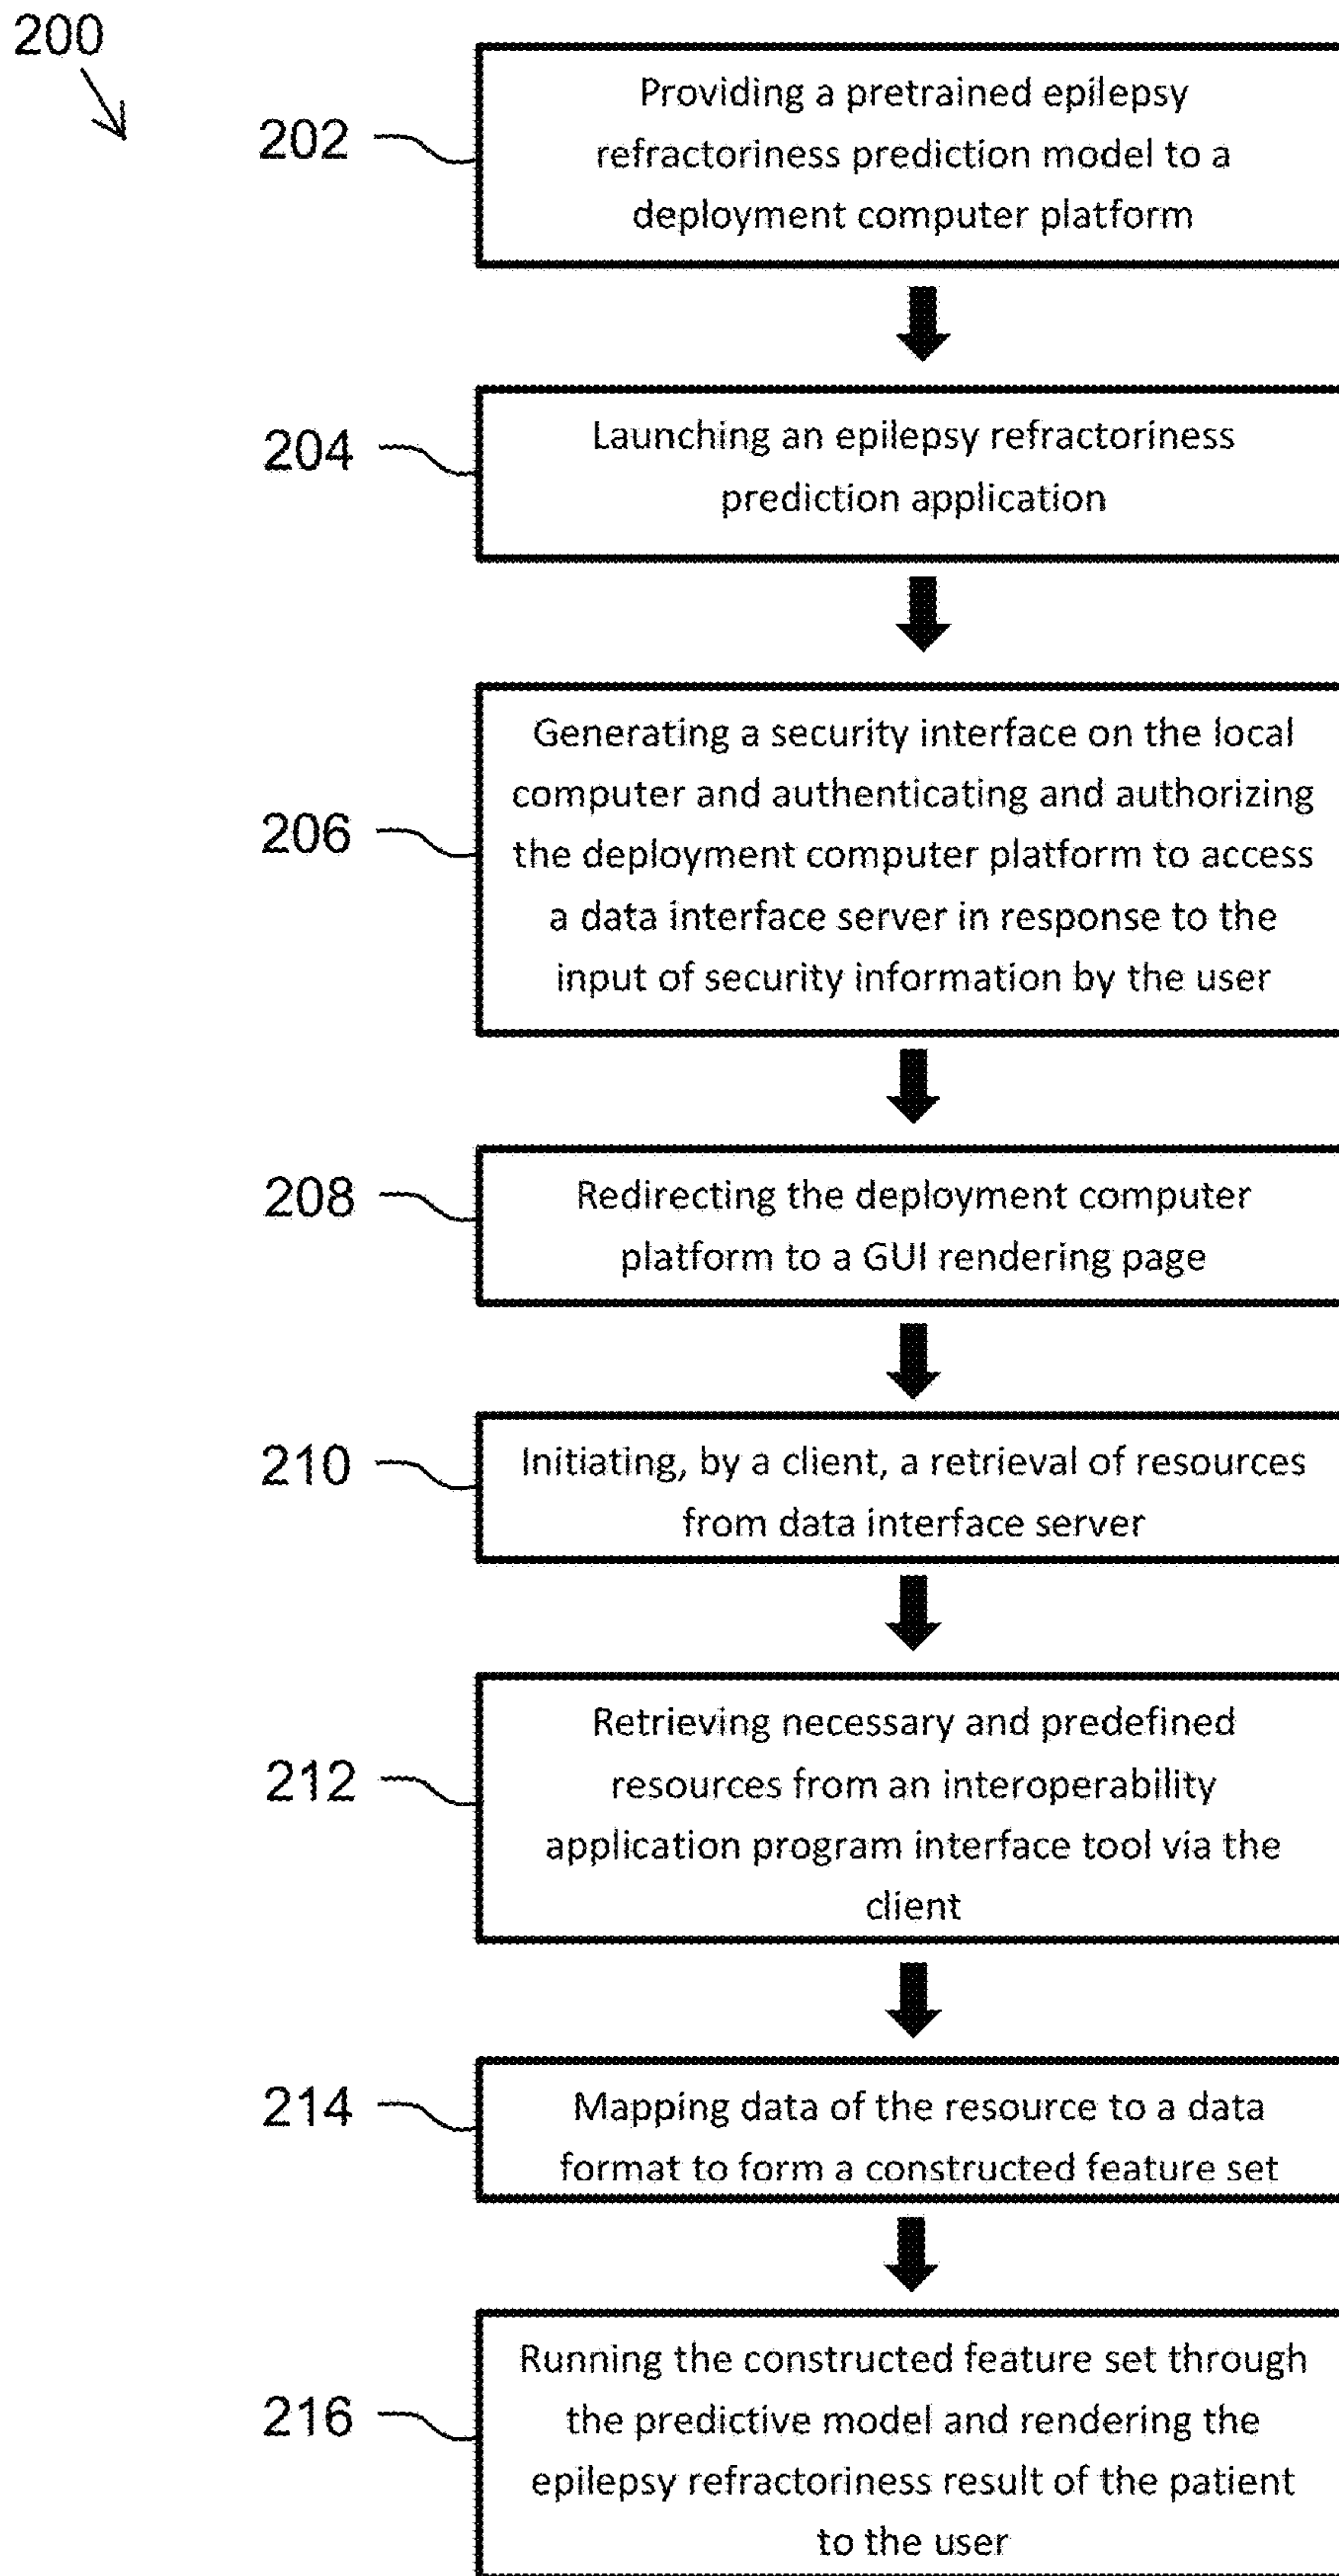 200
202
Providing a pretrained epilepsy
refractoriness prediction model to a
deployment computer platform
204
Launching an epilepsy refractoriness
prediction application
206
Generating a security interface on the local
computer and authenticating and authorizing
the deployment computer platform to access
a data interface server in response to the
input of security information by the user
208
Redirecting the deployment computer
platform to a GUI rendering page
210
Initiating, by a client, a retrieval of resources
from data interface server
212
Retrieving necessary and predefined
resources from an interoperability
application program interface tool via the
client
214
Mapping data of the resource to a data
format to form a constructed feature set
216
Running the constructed feature set through
the predictive model and rendering the
epilepsy refractoriness result of the patient
to the user